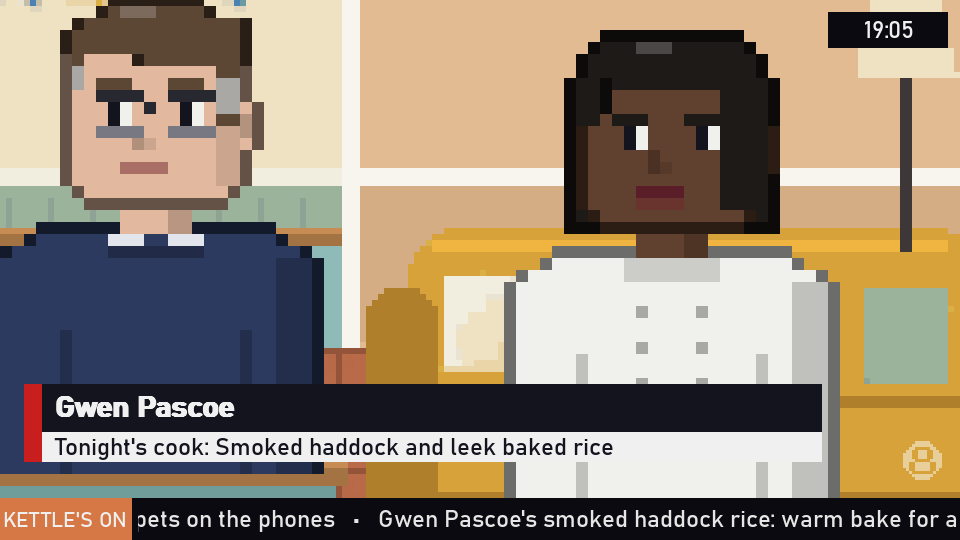 19:05
Gwen Pascoe
Tonight's cook: Smoked haddock and leek baked rice
KETTLE'S ON pets on the phones · Gwen Pascoe's smoked haddock rice: warm bake for a